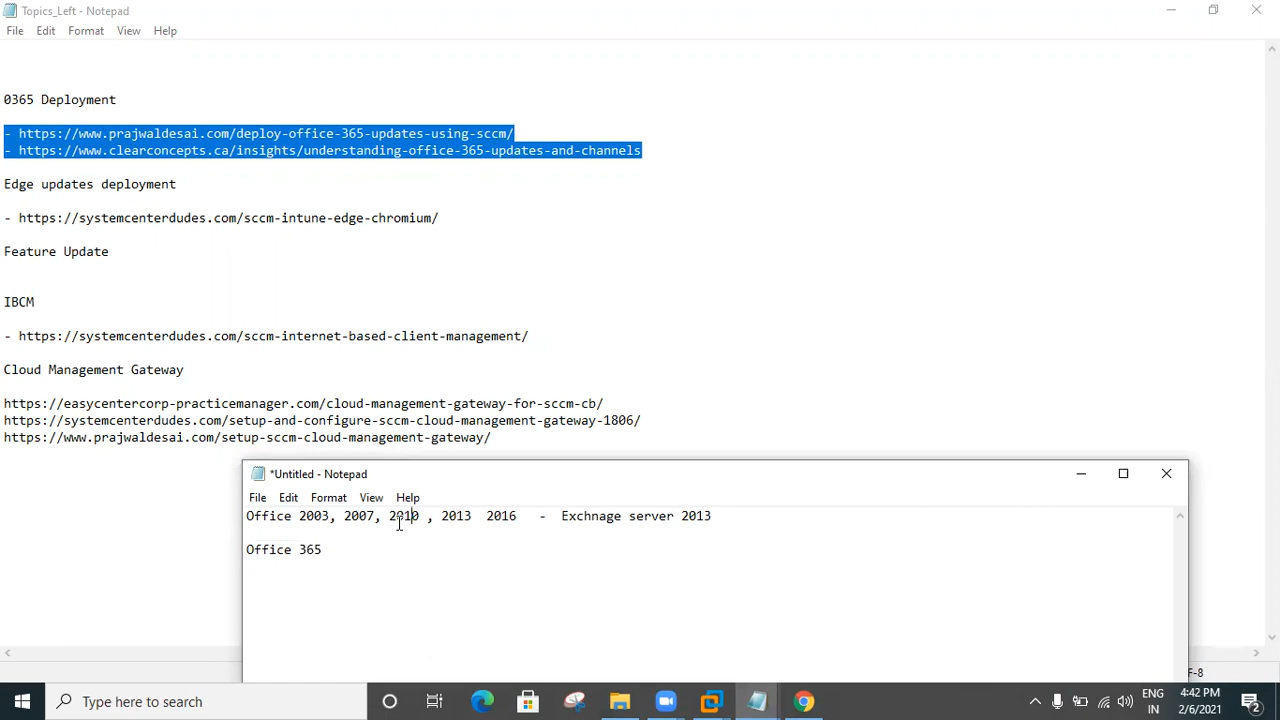 Topics_Left - Notepad
File Edit Format View Help
0365 Deployment
- https://www.prajwaldesai.com/deploy-office-365-updates-using-sccm/
- https://www.clearconcepts.ca/insights/understanding-office-365-updates-and-channels
Edge updates deployment
- https://systemcenterdudes.com/sccm-intune-edge-chromium/
Feature Update
IBCM
- https://systemcenterdudes.com/sccm-internet-based-client-management/
Cloud Management Gateway
https://easycentercorp-practicemanager.com/cloud-management-gateway-for-sccm-cb/
https://systemcenterdudes.com/setup-and-configure-sccm-cloud-management-gateway-1806/
https://www.prajwaldesai.com/setup-sccm-cloud-management-gateway/
*Untitled - Notepad
File Edit Format View Help
Office 2003, 2007, 2010 , 2013 2016 - Exchnage server 2013
Office 365
F-8
Type here to search
ENG
IN
4:42 PM
2/6/2021
2